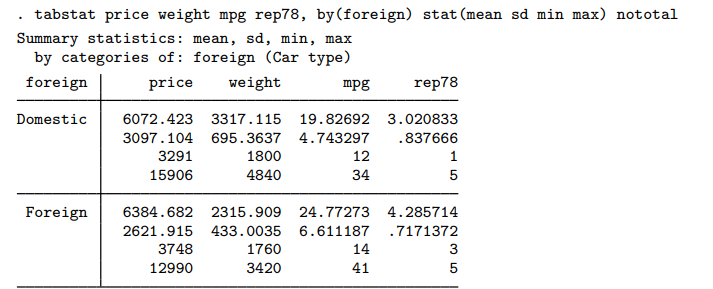 . tabstat price weight mpg rep78, by(foreign) stat(mean sd min max) nototal
Summary statistics: mean, sd, min, max
by categories of: foreign (Car type)
foreign price weight mpg rep78
Domestic 6072.423 3317.115 19.82692 3.020833
3097.104 695.3637 4.743297 .837666
3291 1800 12 1
15906 4840 34 5
Foreign 6384.682 2315.909 24.77273 4.285714
2621.915 433.0035 6.611187 .7171372
3748 1760 14 3
12990 3420 41 5